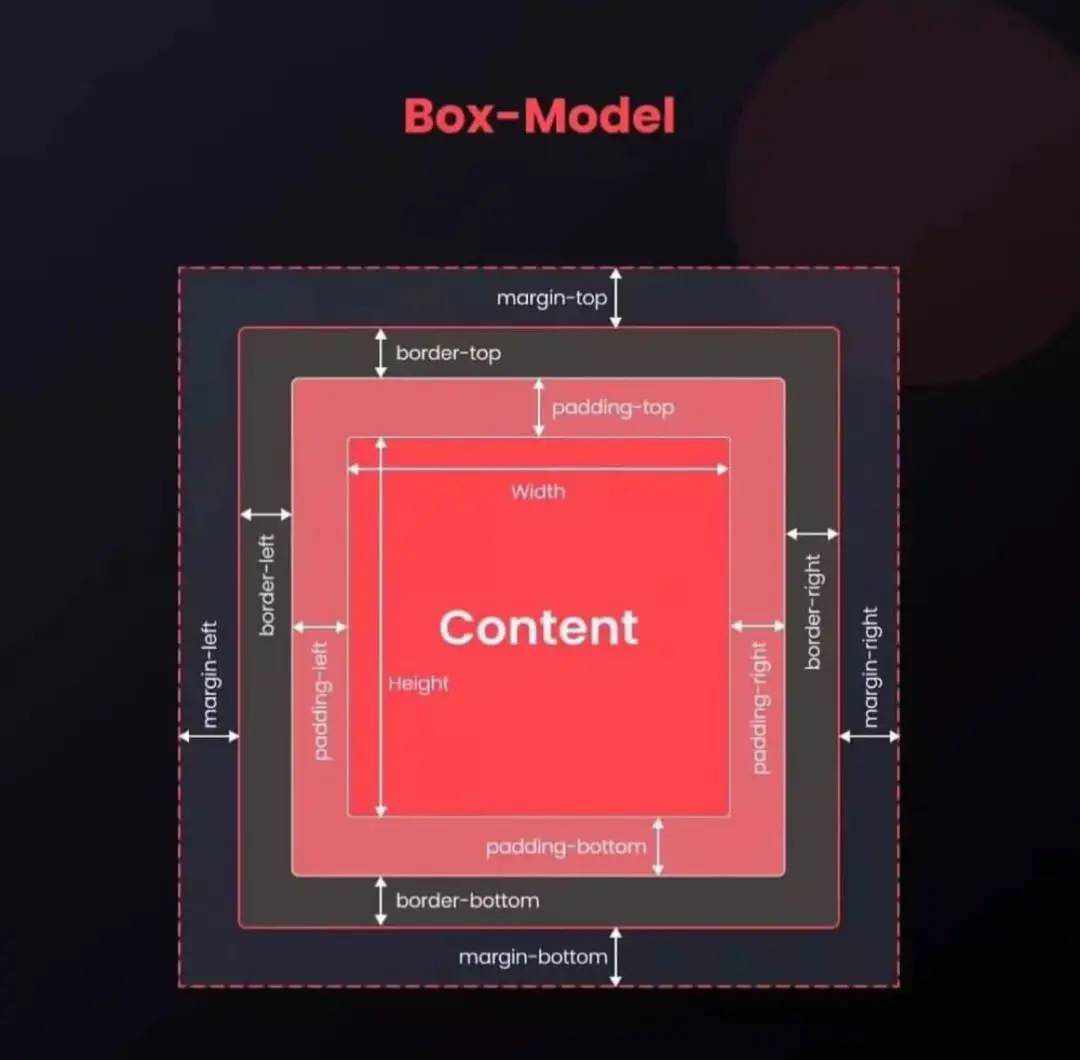 Box-Model
margin-top
border-top
padding-top
Width
border-left
border-right
Content
margin-left
padding-left
Height
padding-right
margin-right
padding-bottom
border-bottom
margin-bottom